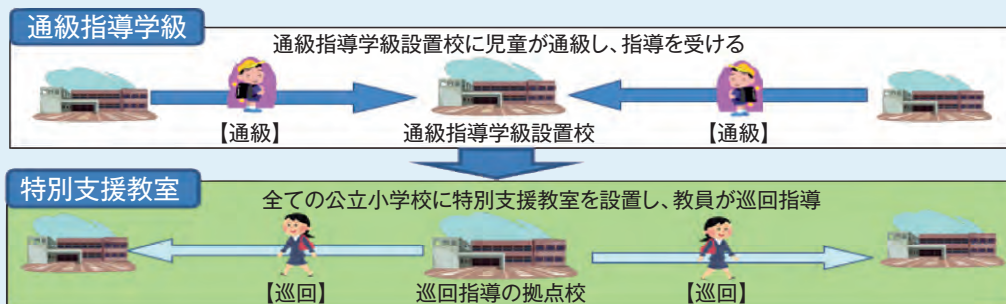 通級指導学級
通級指導学級設置校に児童が通級し、指導を受ける
【通級】
通級指導学級設置校
【通級】
特別支援教室
全ての公立小学校に特別支援教室を設置し、教員が巡回指導
【巡回】
巡回指導の拠点校
【巡回】